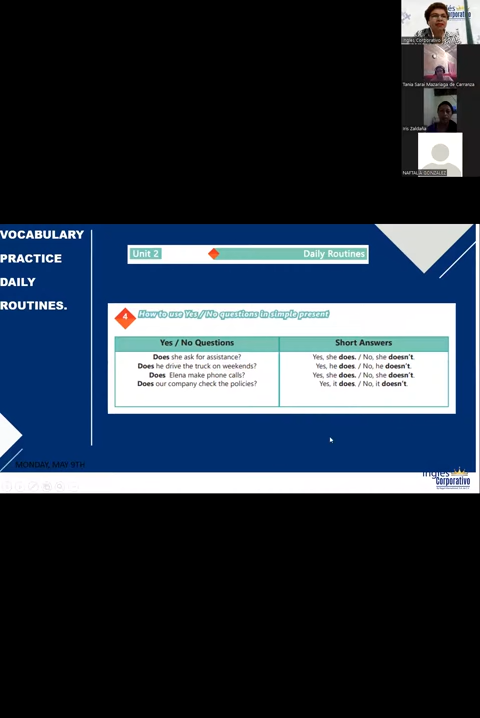 Inglés Corporativo
Tania Sarai Mazariego de Carranza
Iris Zaldaña
NAFTALIA GONZALEZ
VOCABULARY
PRACTICE
DAILY
ROUTINES.
Unit 2
Daily Routines
4
How to use Yes / No questions in simple present
Yes / No Questions
Short Answers
Does she ask for assistance?
Yes, she does. / No, she doesn't.
Does he drive the truck on weekends?
Yes, he does. / No, he doesn't.
Does Elena make phone calls?
Yes, she does. / No, she doesn't.
Does our company check the policies?
Yes, it does. / No, it doesn't.
MONDAY, MAY 9TH
Inglés
Corporativo